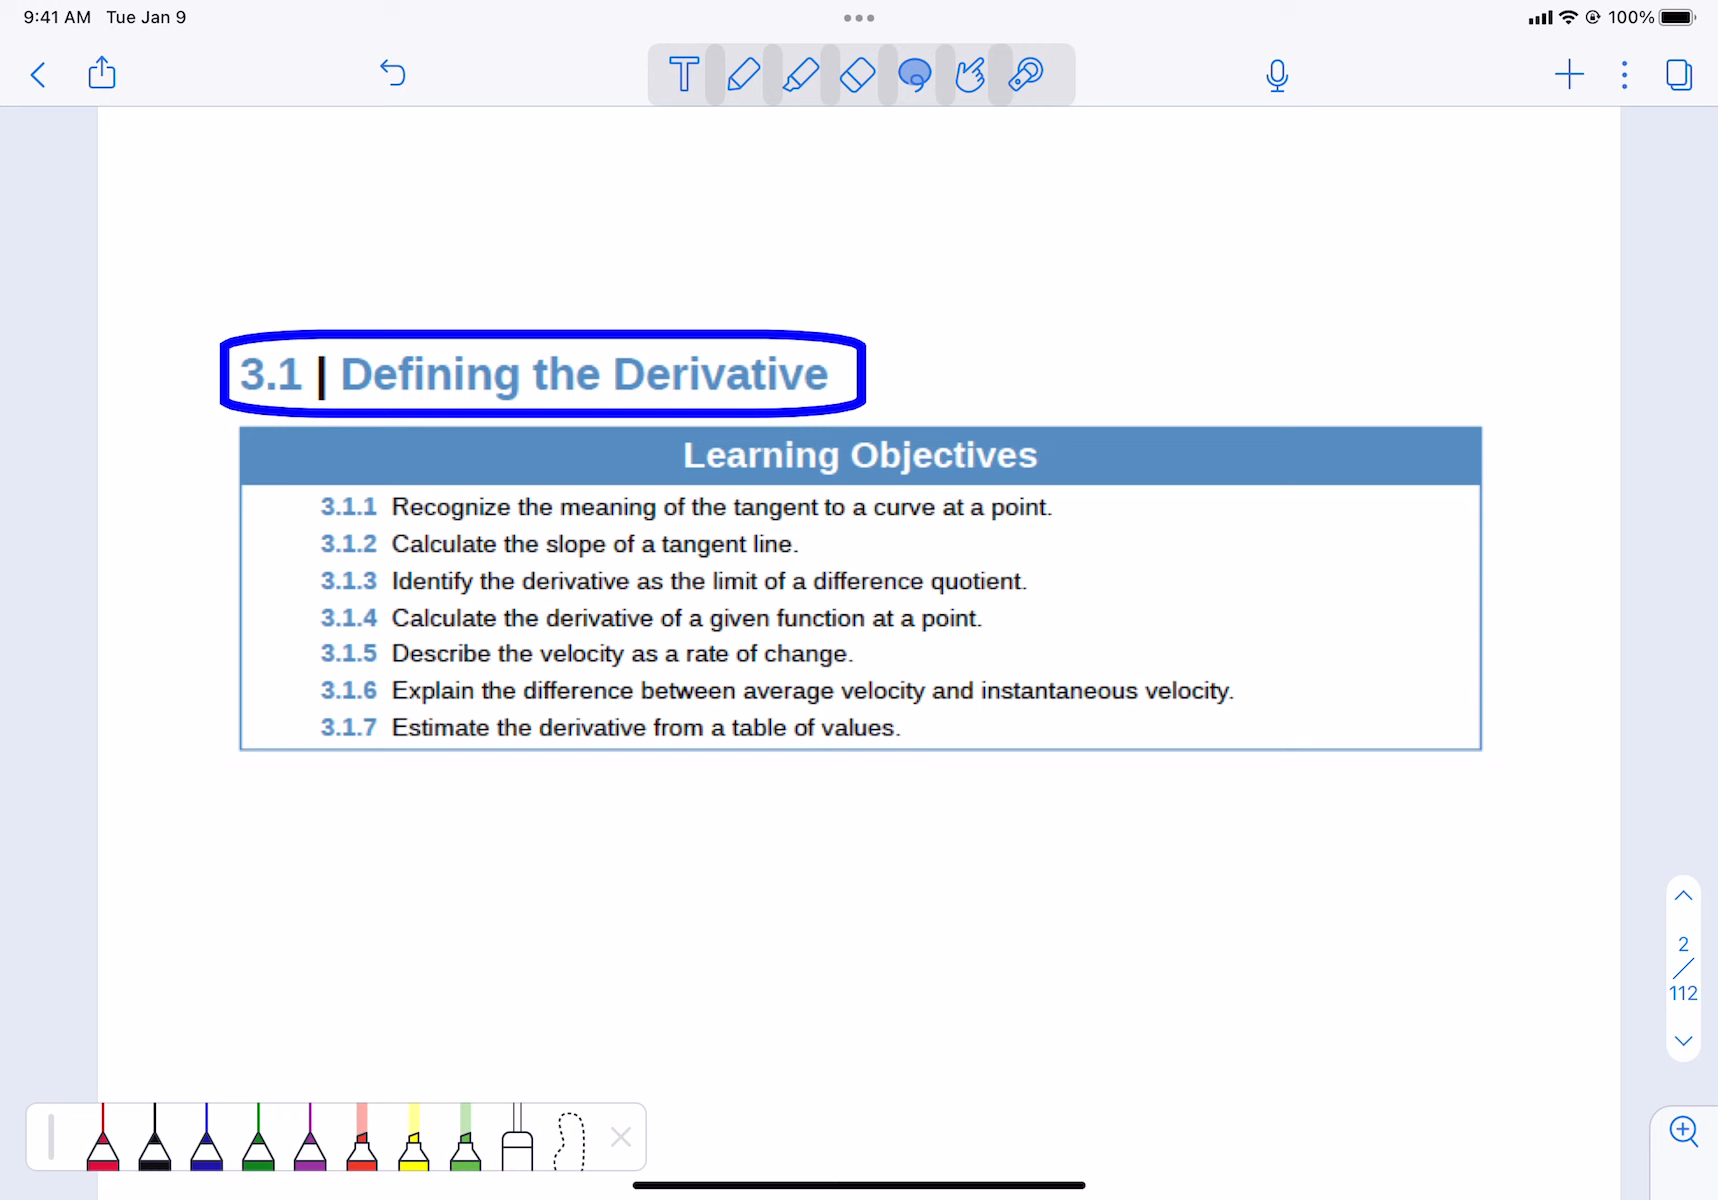 9:41 AM Tue Jan 9
100%
3.1 | Defining the Derivative
Learning Objectives
3.1.1 Recognize the meaning of the tangent to a curve at a point.
3.1.2 Calculate the slope of a tangent line.
3.1.3 Identify the derivative as the limit of a difference quotient.
3.1.4 Calculate the derivative of a given function at a point.
3.1.5 Describe the velocity as a rate of change.
3.1.6 Explain the difference between average velocity and instantaneous velocity.
3.1.7 Estimate the derivative from a table of values.
2
/
112